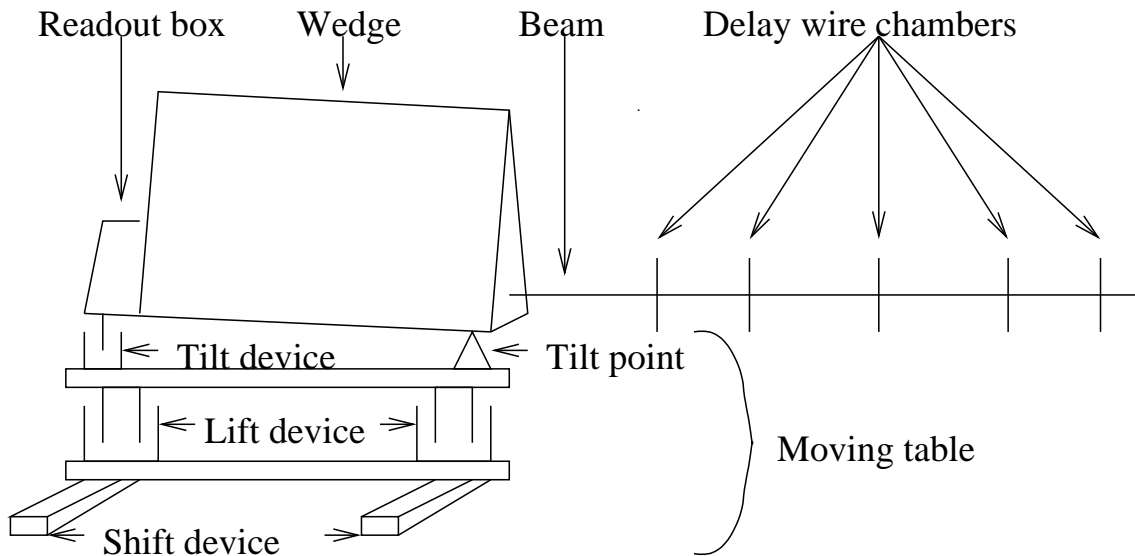 Readout box
Wedge
Beam
Delay wire chambers
Tilt device
Tilt point
Lift device
Moving table
Shift device